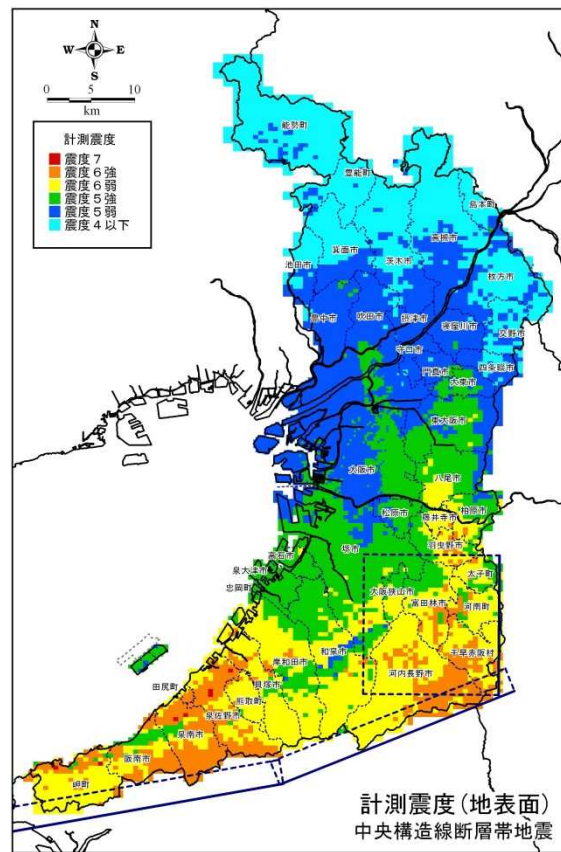 N
W
E
S
0
5
10
km
計測震度
震度7
震度6強
震度6弱
震度5強
震度5弱
震度4以下
能勢町
豊能町
島本町
高槻市
箕面市
茨木市
池田市
枚方市
豊中市
吹田市
摂津市
寝屋川市
交野市
守口市
門真市
四条畷市
大東市
東大阪市
大阪市
八尾市
松原市
藤井寺市
柏原市
羽曳野市
堺市
高石市
泉大津市
忠岡町
太子町
大阪狭山市
富田林市
河南町
千早赤阪村
河内長野市
和泉市
岸和田市
貝塚市
熊取町
田尻町
泉佐野市
泉南市
阪南市
岬町
計測震度(地表面)
中央構造線断層帯地震